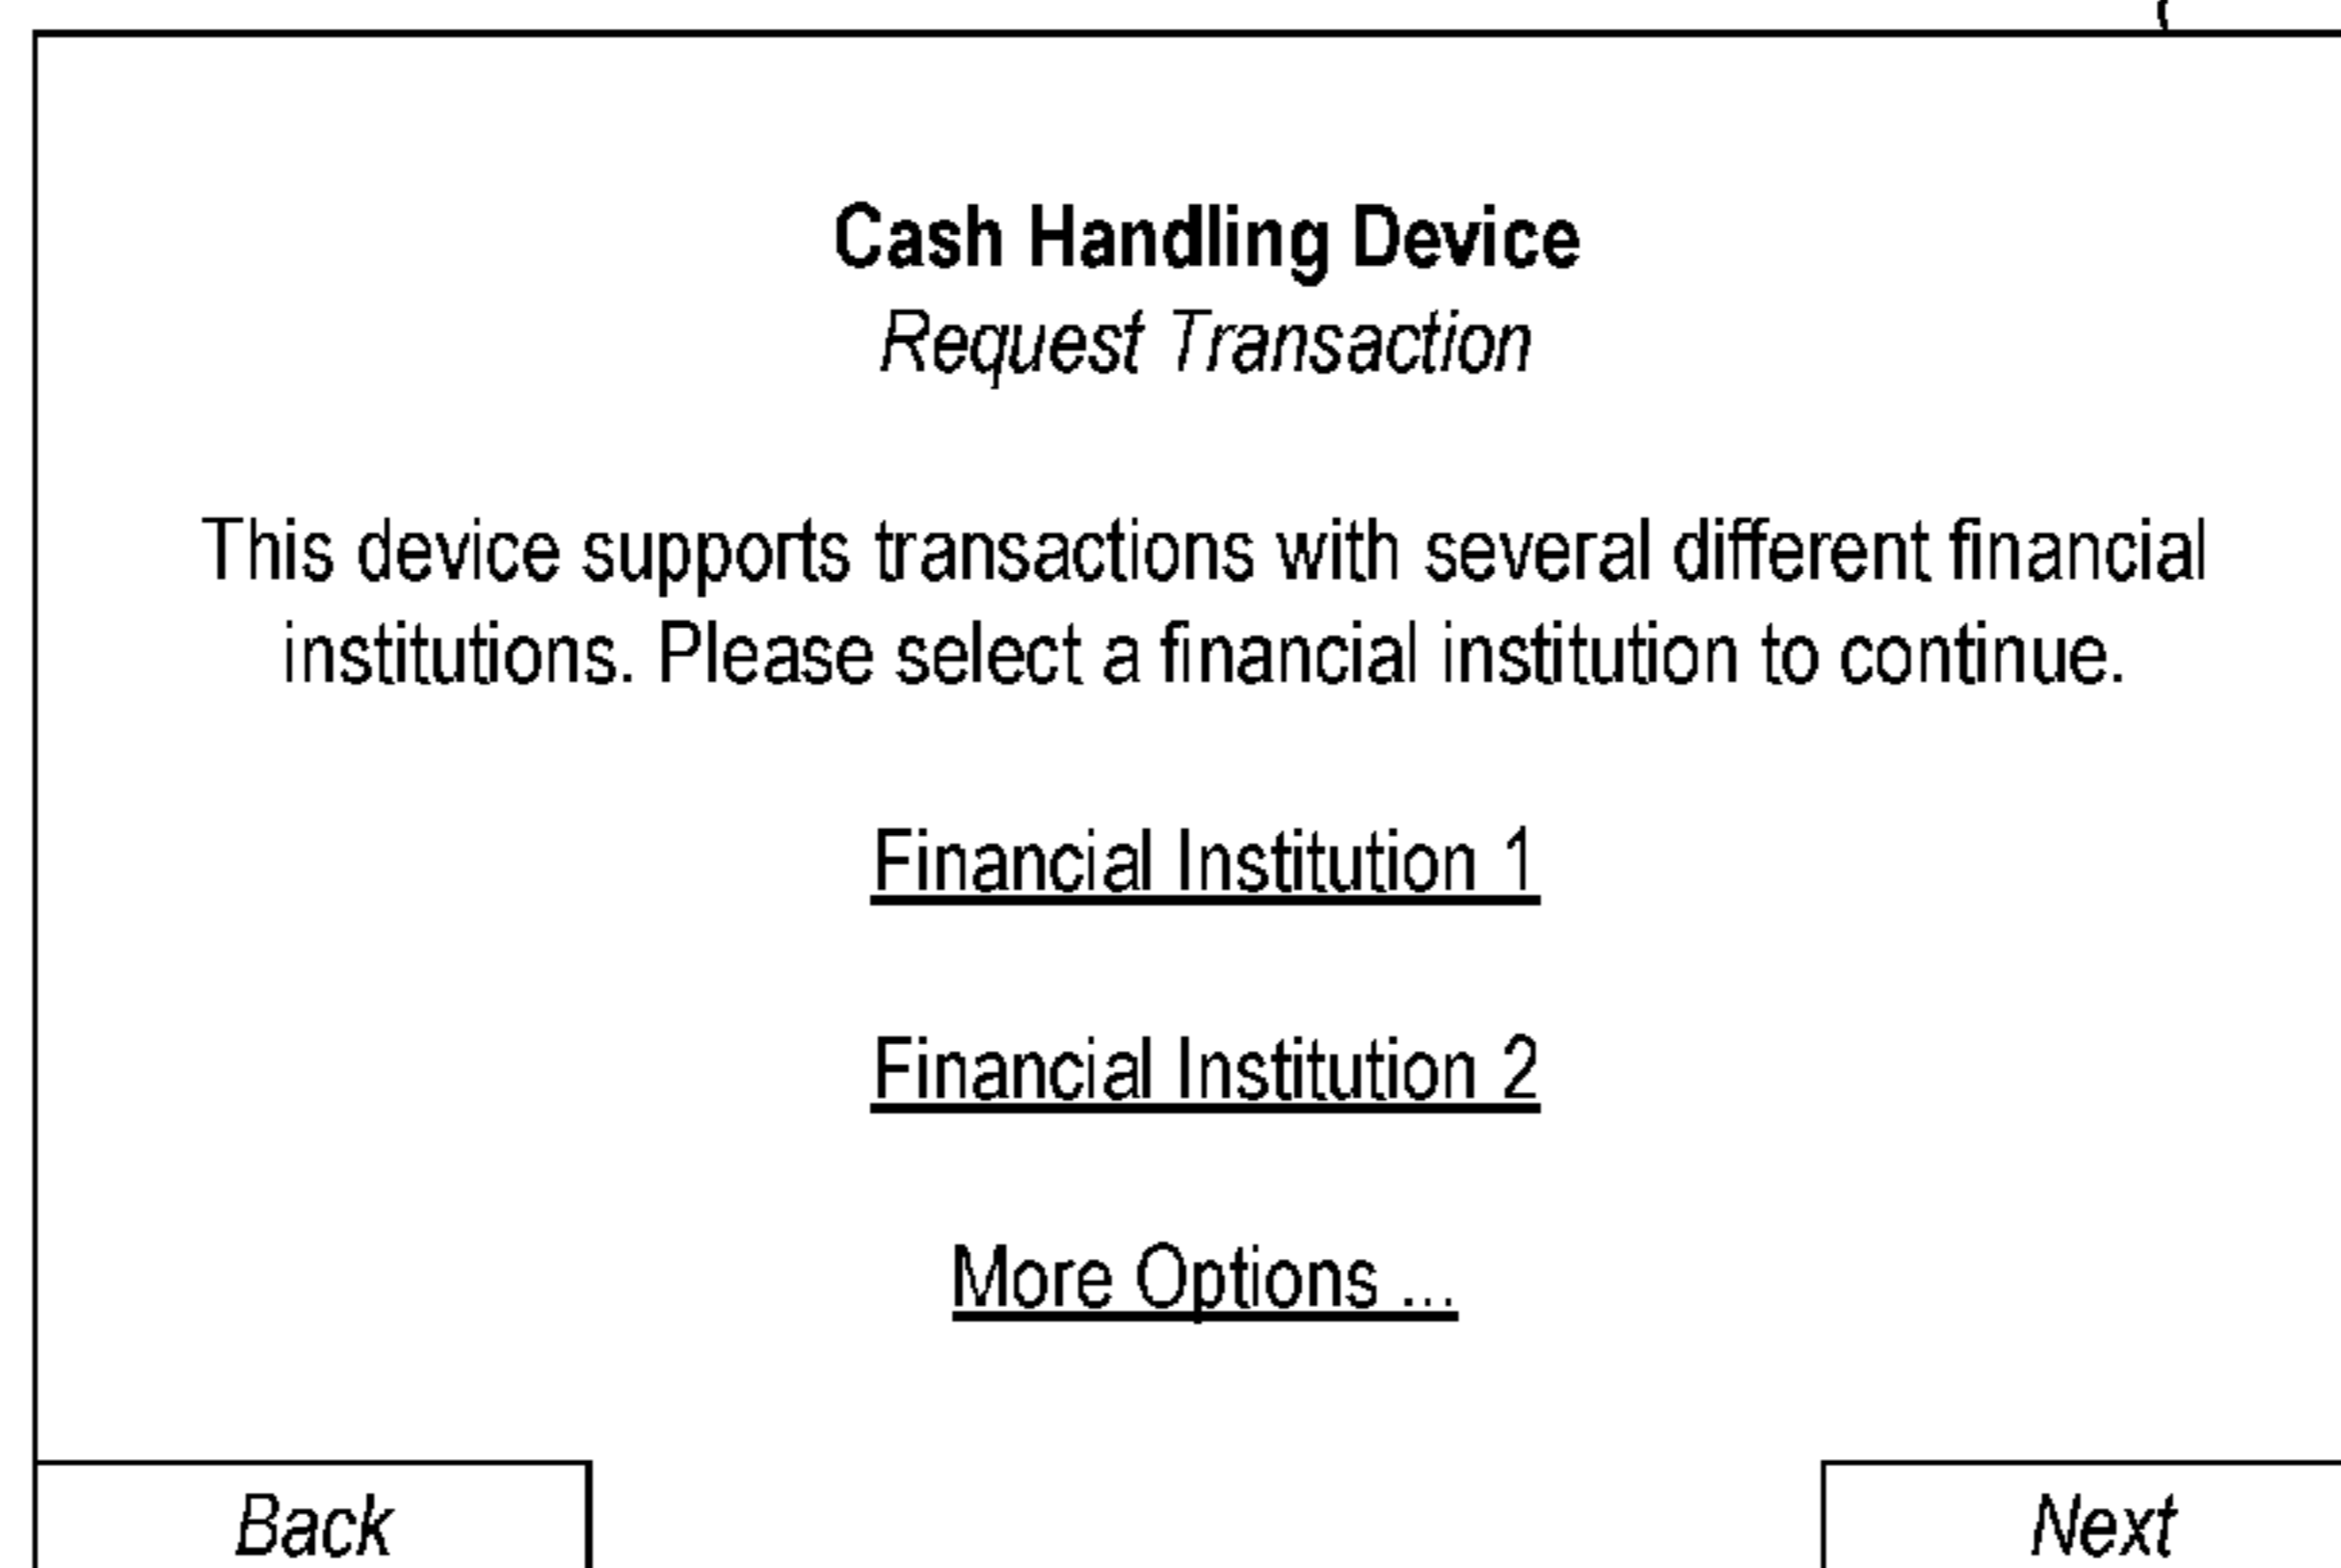 Cash Handling Device
Request Transaction
This device supports transactions with several different financial
institutions. Please select a financial institution to continue.
Financial Institution 1
Financial Institution 2
More Options ...
Back
Next